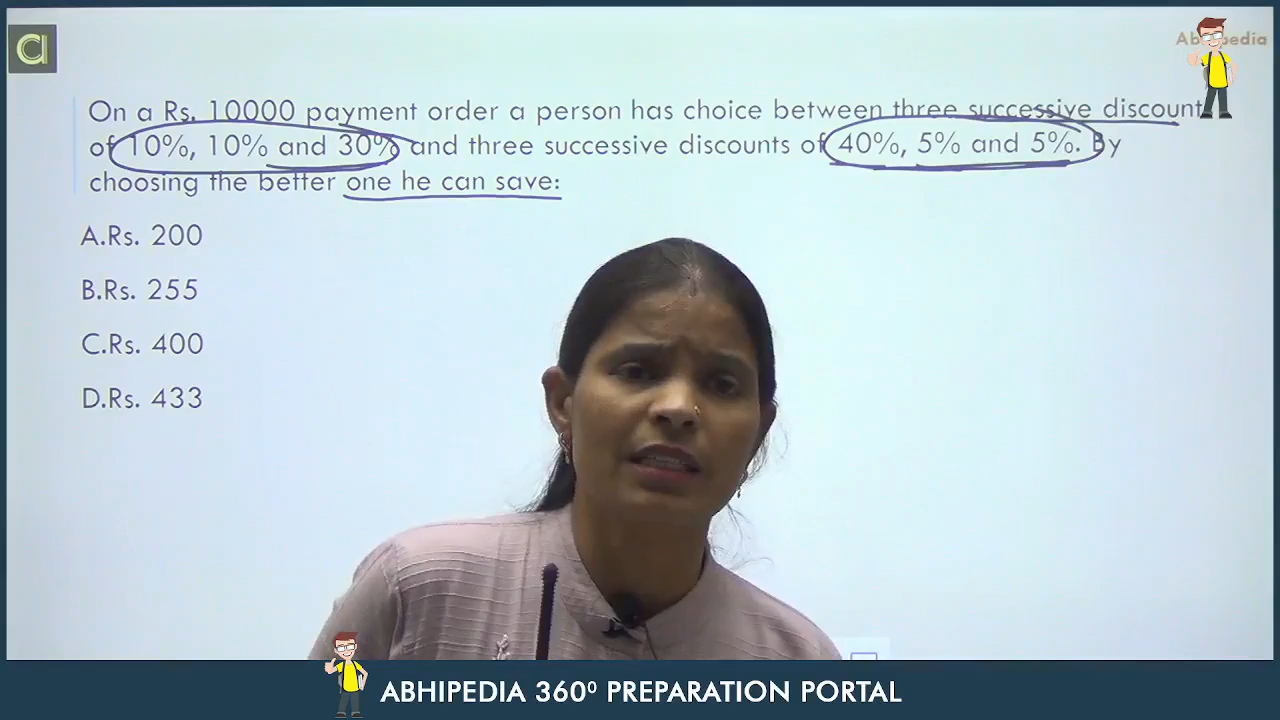 Abhipedia
On a Rs. 10000 payment order a person has choice between three successive discount
of 10%, 10% and 30% and three successive discounts of 40%, 5% and 5%. By
choosing the better one he can save:
A.Rs. 200
B.Rs. 255
C.Rs. 400
D.Rs. 433
ABHIPEDIA 360⁰ PREPARATION PORTAL